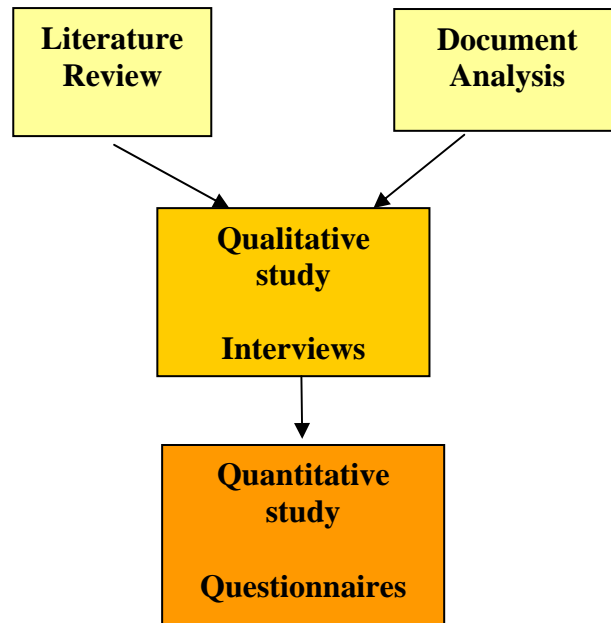 Literature
Review
Document
Analysis
Qualitative
study
Interviews
Quantitative
study
Questionnaires